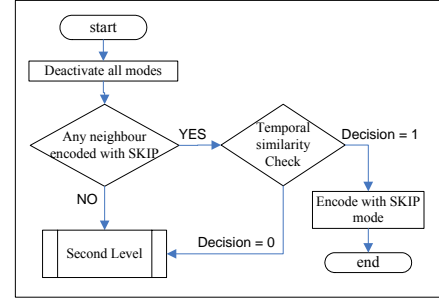 start
Deactivate all modes
Any neighbour
encoded with SKIP
YES
Temporal
similarity
Check
Decision = 1
NO
Encode with SKIP
mode
Second Level
Decision = 0
end